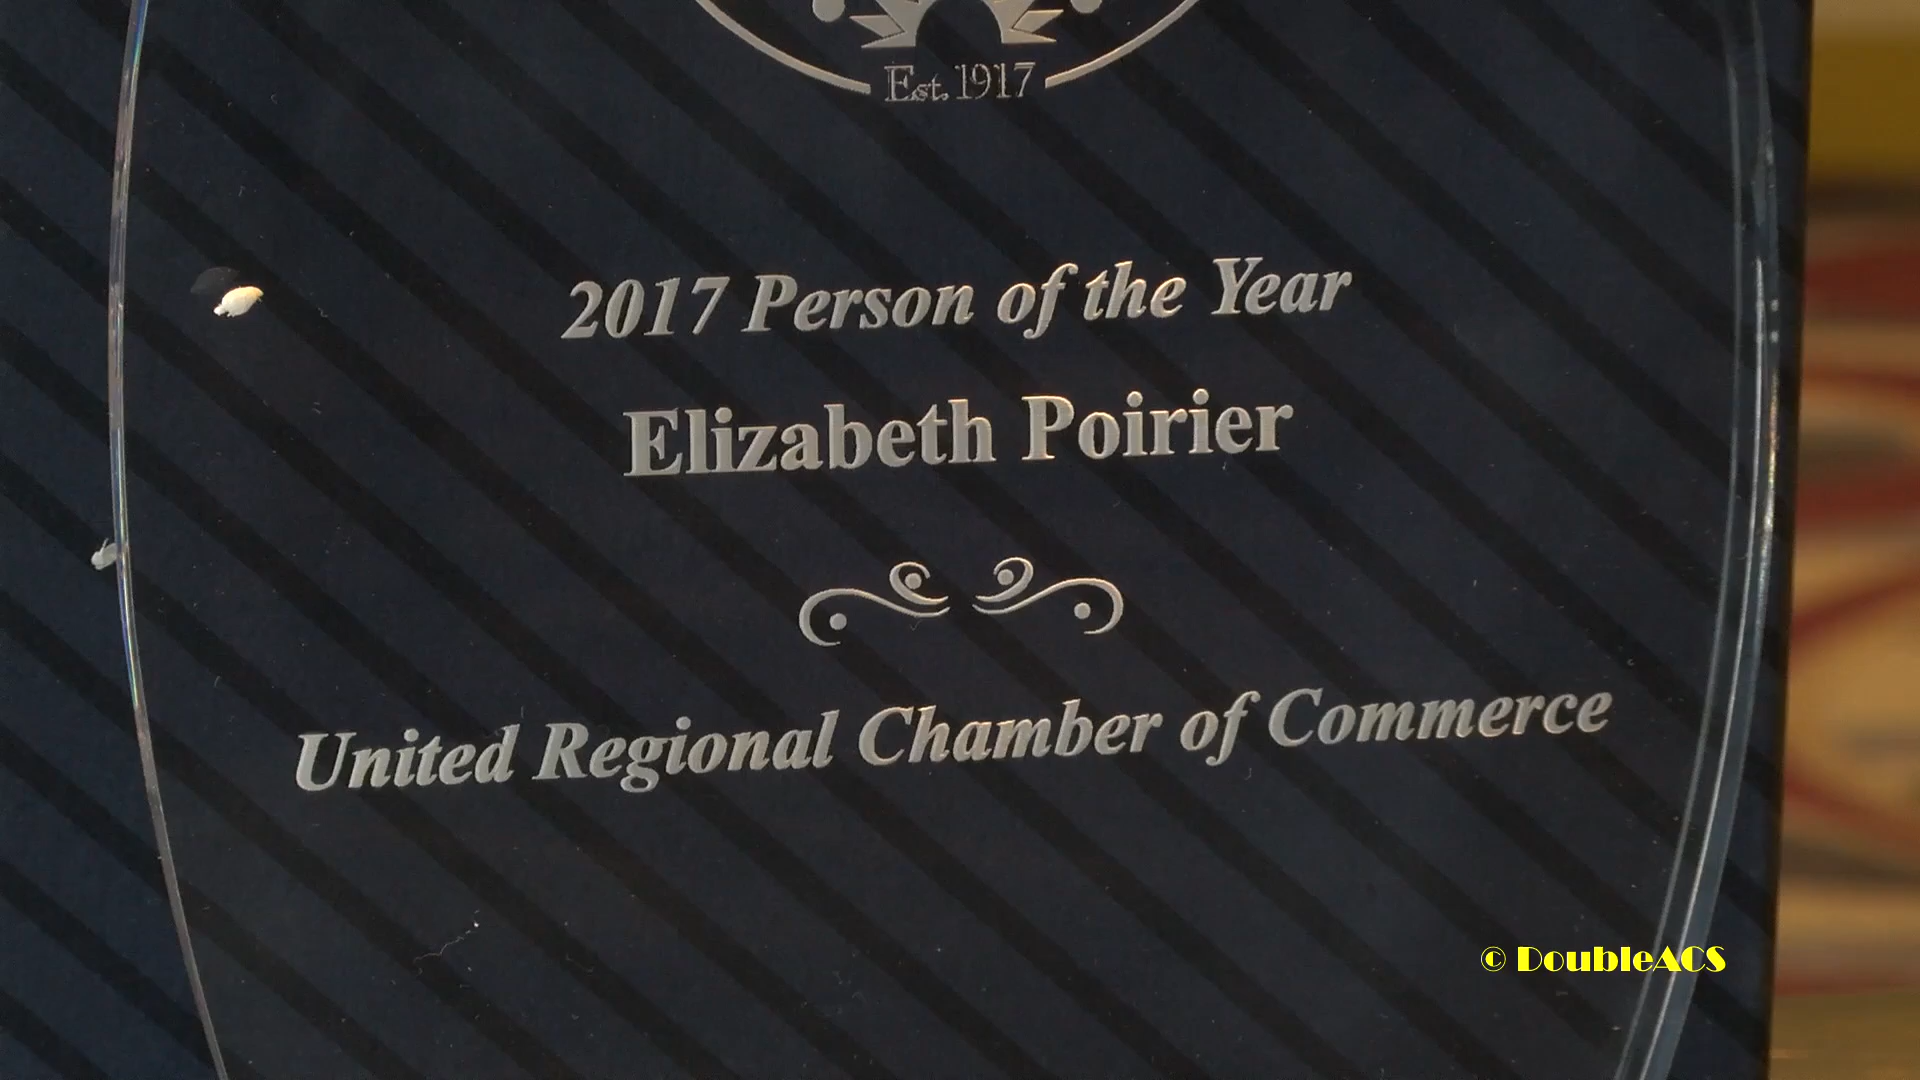 Est. 1917
2017 Person of the Year
Elizabeth Poirier
United Regional Chamber of Commerce
© DoubleACS